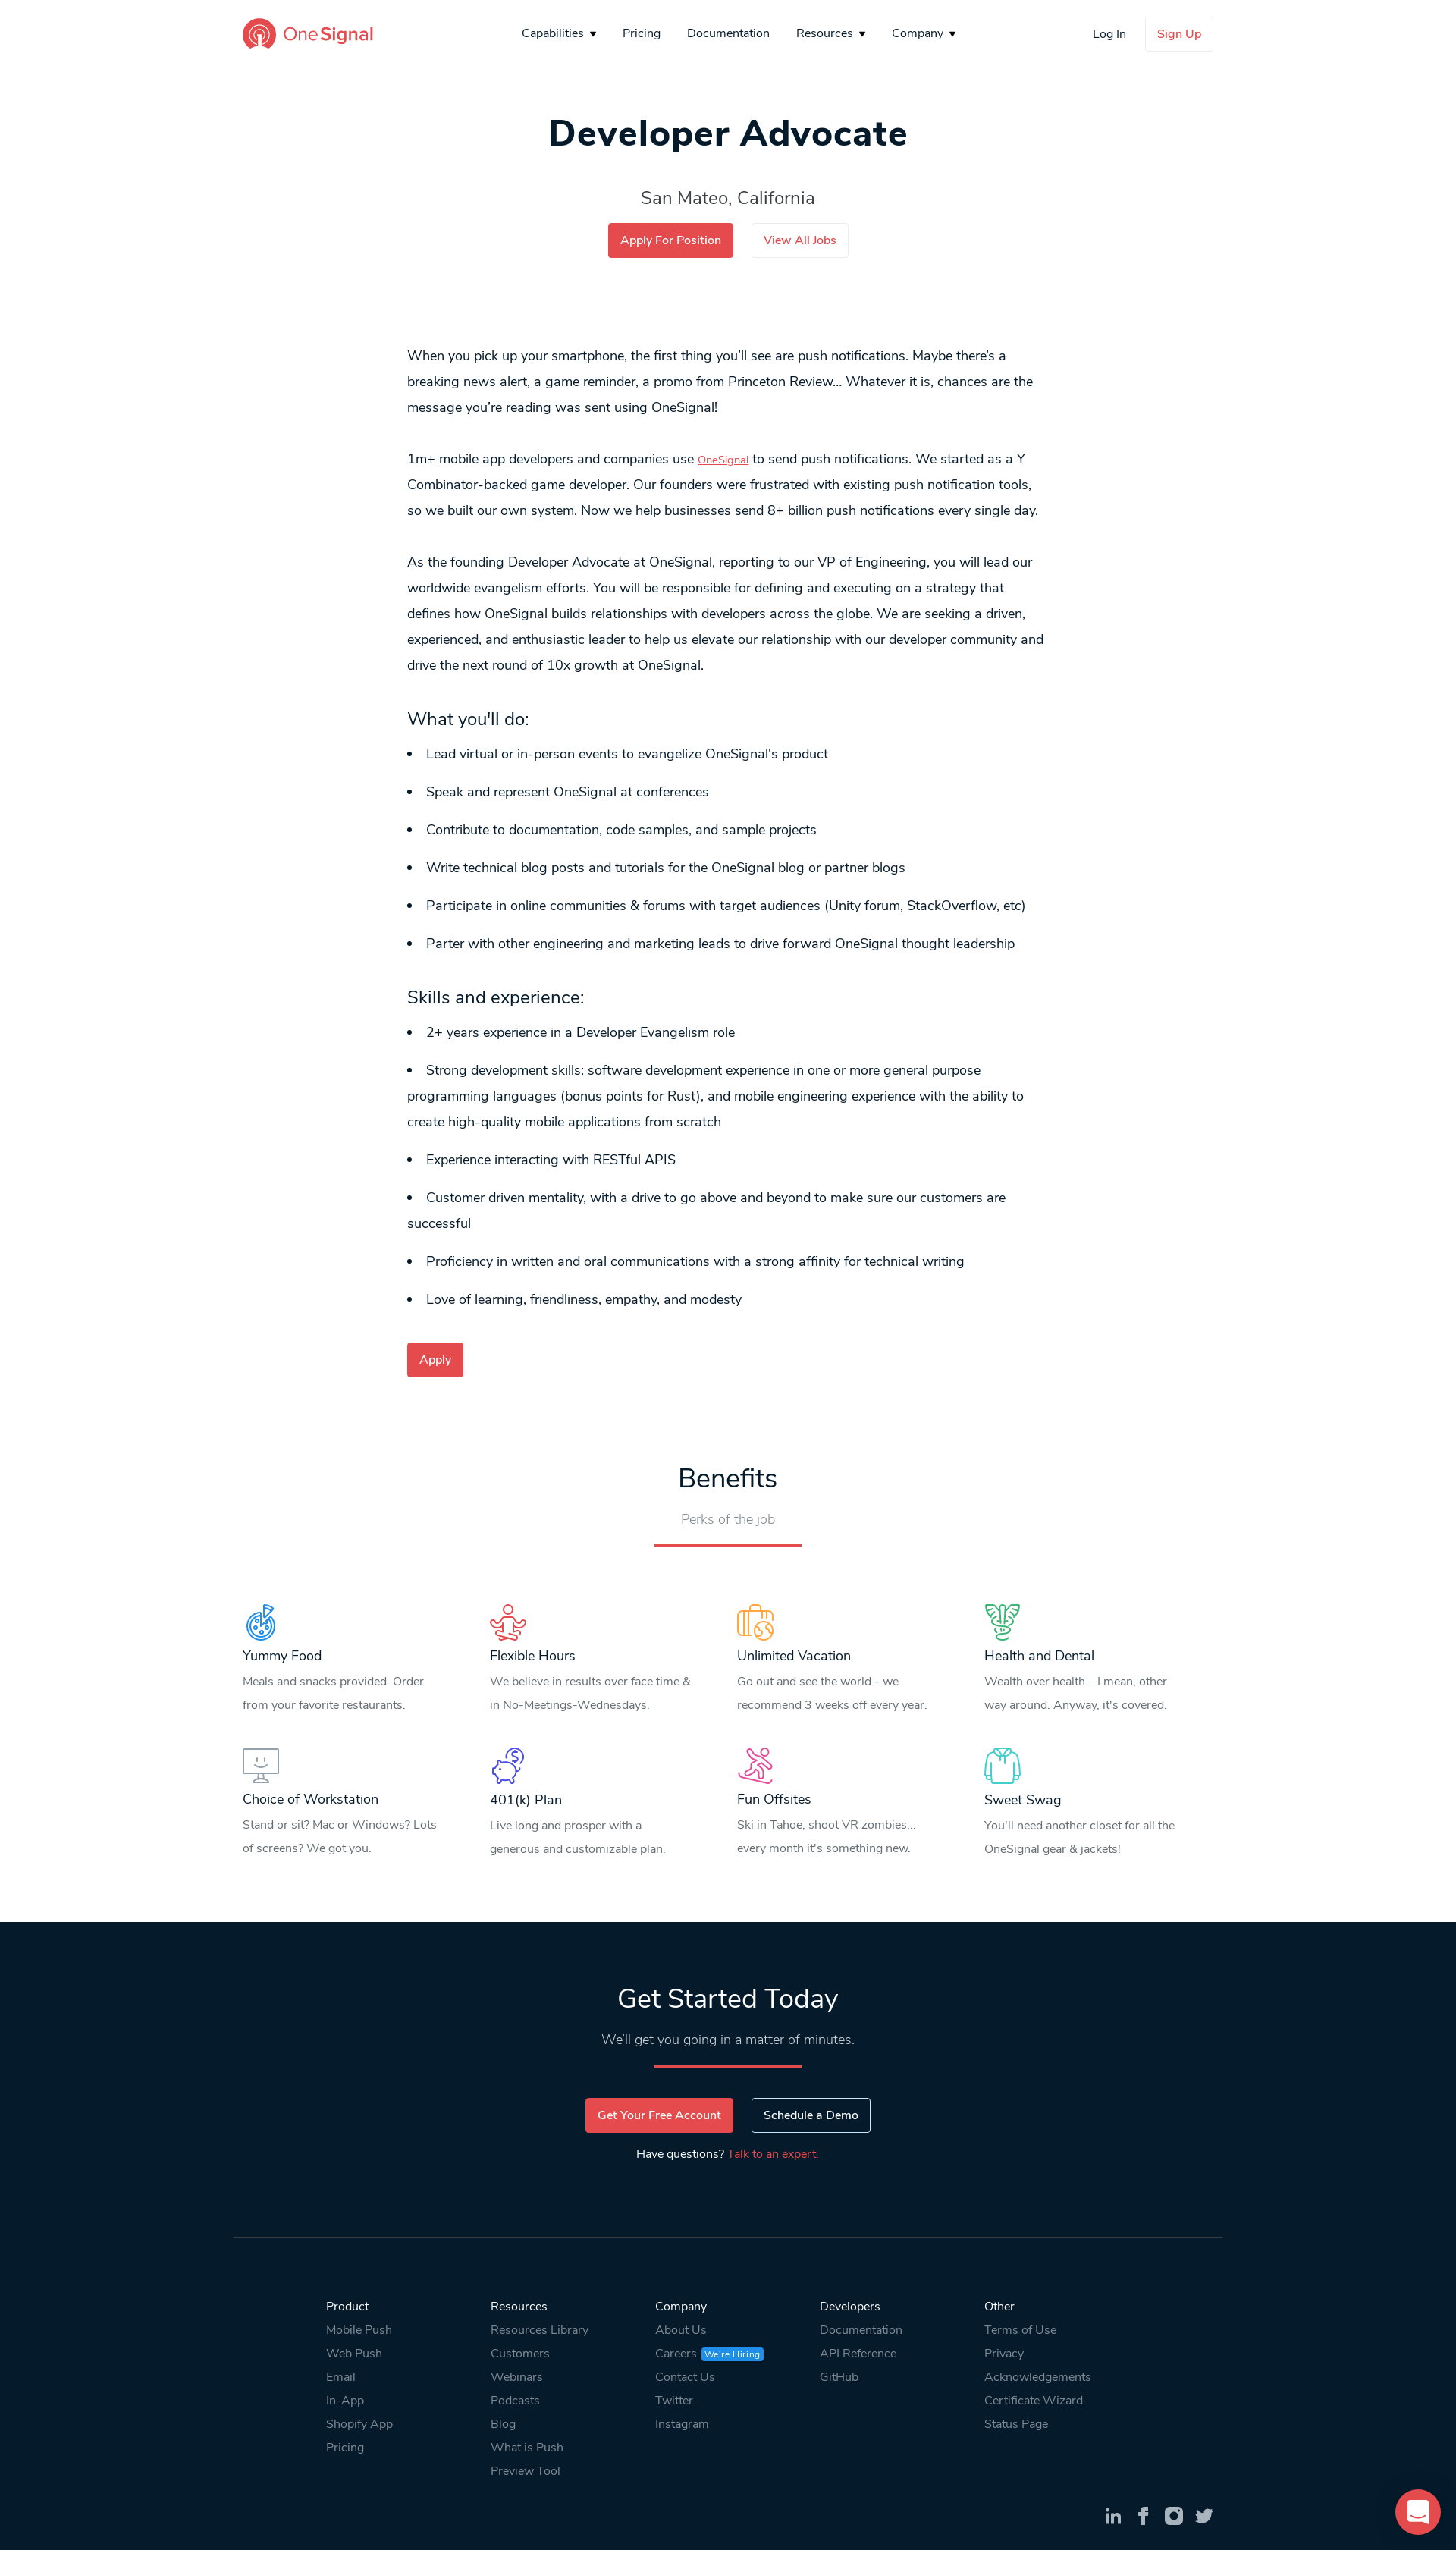 OneSignal
Capabilities
Pricing
Documentation
Resources
Company
Log In
Sign Up
Developer Advocate
San Mateo, California
Apply For Position
View All Jobs
When you pick up your smartphone, the first thing you’ll see are push notifications. Maybe there’s a
breaking news alert, a game reminder, a promo from Princeton Review... Whatever it is, chances are the
message you’re reading was sent using OneSignal!
1m+ mobile app developers and companies use OneSignal to send push notifications. We started as a Y
Combinator-backed game developer. Our founders were frustrated with existing push notification tools,
so we built our own system. Now we help businesses send 8+ billion push notifications every single day.
As the founding Developer Advocate at OneSignal, reporting to our VP of Engineering, you will lead our
worldwide evangelism efforts. You will be responsible for defining and executing on a strategy that
defines how OneSignal builds relationships with developers across the globe. We are seeking a driven,
experienced, and enthusiastic leader to help us elevate our relationship with our developer community and
drive the next round of 10x growth at OneSignal.
What you'll do:
• Lead virtual or in-person events to evangelize OneSignal's product
• Speak and represent OneSignal at conferences
• Contribute to documentation, code samples, and sample projects
• Write technical blog posts and tutorials for the OneSignal blog or partner blogs
• Participate in online communities & forums with target audiences (Unity forum, StackOverflow, etc)
• Parter with other engineering and marketing leads to drive forward OneSignal thought leadership
Skills and experience:
• 2+ years experience in a Developer Evangelism role
• Strong development skills: software development experience in one or more general purpose
programming languages (bonus points for Rust), and mobile engineering experience with the ability to
create high-quality mobile applications from scratch
• Experience interacting with RESTful APIS
• Customer driven mentality, with a drive to go above and beyond to make sure our customers are
successful
• Proficiency in written and oral communications with a strong affinity for technical writing
• Love of learning, friendliness, empathy, and modesty
Apply
Benefits
Perks of the job
Yummy Food
Meals and snacks provided. Order
from your favorite restaurants.
Flexible Hours
We believe in results over face time &
in No-Meetings-Wednesdays.
Unlimited Vacation
Go out and see the world - we
recommend 3 weeks off every year.
Health and Dental
Wealth over health... I mean, other
way around. Anyway, it's covered.
Choice of Workstation
Stand or sit? Mac or Windows? Lots
of screens? We got you.
401(k) Plan
Live long and prosper with a
generous and customizable plan.
Fun Offsites
Ski in Tahoe, shoot VR zombies...
every month it's something new.
Sweet Swag
You'll need another closet for all the
OneSignal gear & jackets!
Get Started Today
We’ll get you going in a matter of minutes.
Get Your Free Account
Schedule a Demo
Have questions? Talk to an expert.
Product
Mobile Push
Web Push
Email
In-App
Shopify App
Pricing
Resources
Resources Library
Customers
Webinars
Podcasts
Blog
What is Push
Preview Tool
Company
About Us
Careers We're Hiring
Contact Us
Twitter
Instagram
Developers
Documentation
API Reference
GitHub
Other
Terms of Use
Privacy
Acknowledgements
Certificate Wizard
Status Page